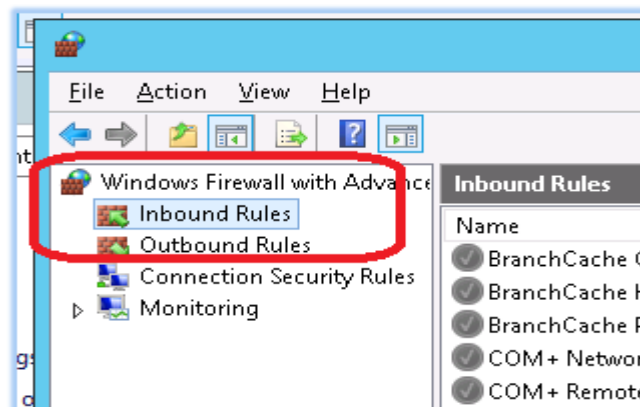 File Action View Help
Windows Firewall with Advance
Inbound Rules
Outbound Rules
Connection Security Rules
Monitoring
Inbound Rules
Name
BranchCache
BranchCache
BranchCache
COM+ Networ
COM+ Remote